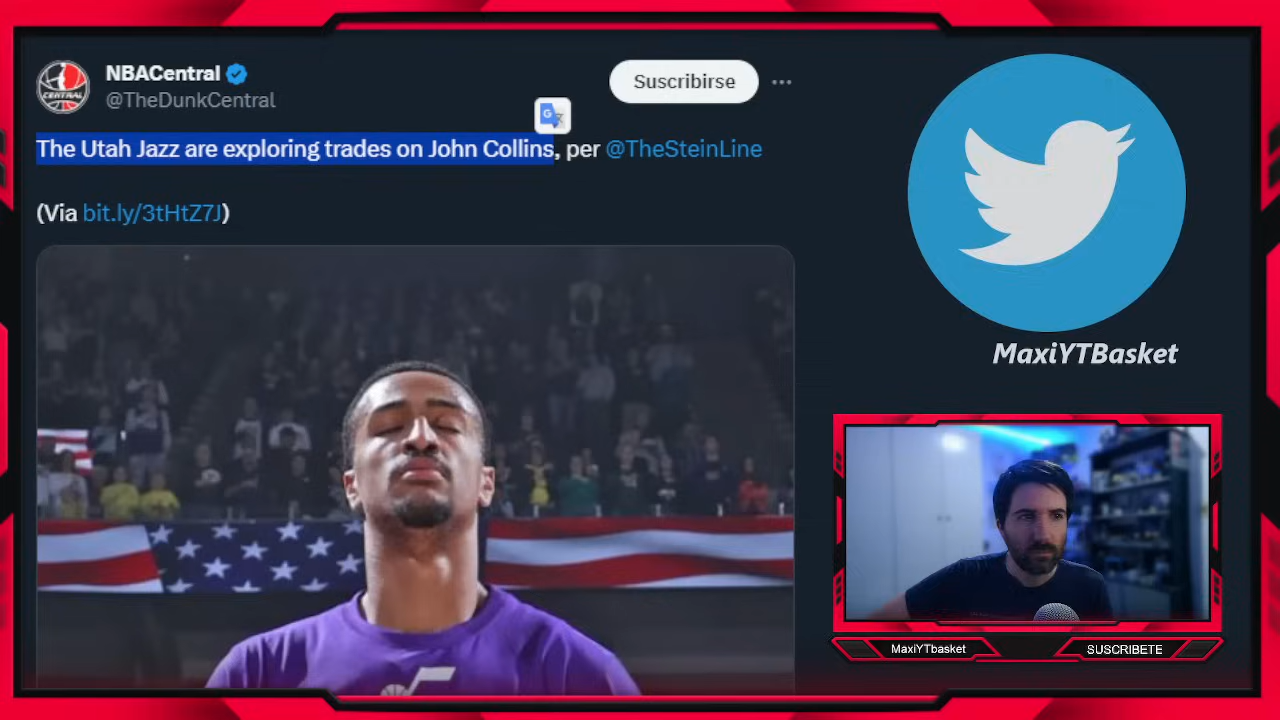 NBACentral
@TheDunkCentral
Suscribirse
The Utah Jazz are exploring trades on John Collins, per @TheSteinLine
(Via bit.ly/3tHtZ7J)
CENTRAL
MaxiYTBasket
MaxiYTbasket
SUSCRIBETE